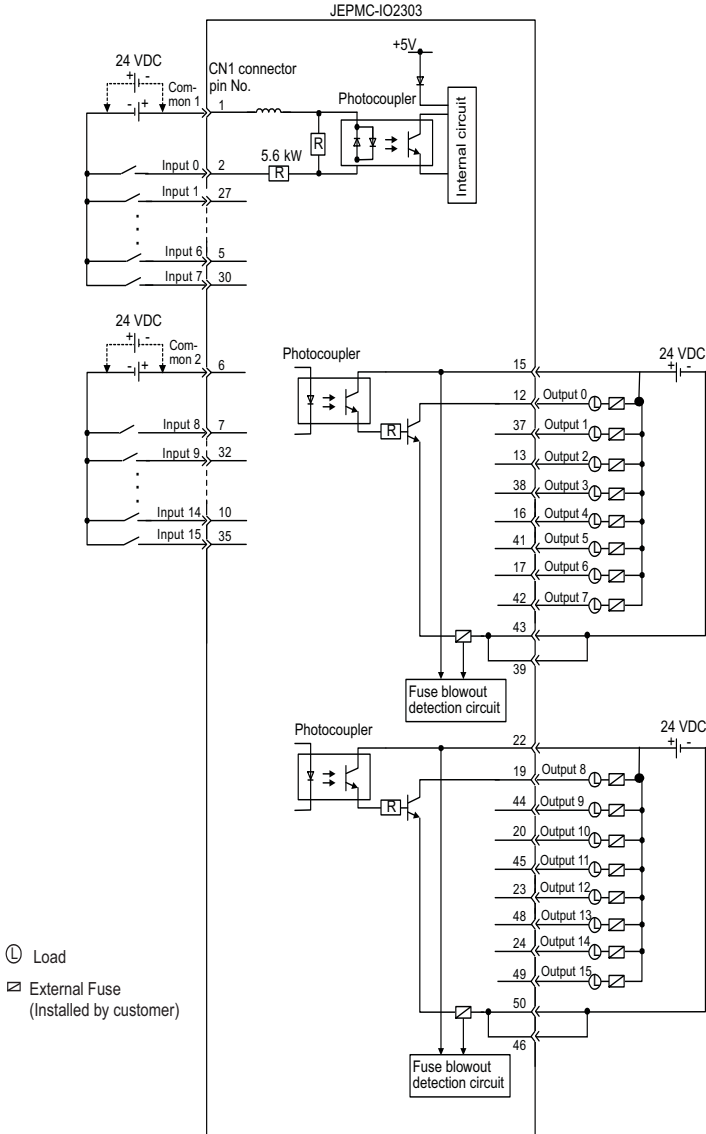 JEPMC-IO2303
+5V
24 VDC
+ -
- +
Com-
mon 1
CN1 connector
pin No.
1
Photocoupler
R
Internal circuit
5.6 kW
R
Input 0 2
Input 1 27
Input 6 5
Input 7 30
24 VDC
+ -
- +
Com-
mon 2
6
Input 8 7
Input 9 32
Input 14 10
Input 15 35
Photocoupler
R
15
24 VDC
+ -
12 Output 0 L
37 Output 1 L
13 Output 2 L
38 Output 3 L
16 Output 4 L
41 Output 5 L
17 Output 6 L
42 Output 7 L
43
39
Fuse blowout
detection circuit
Photocoupler
R
22
24 VDC
+ -
19 Output 8 L
44 Output 9 L
20 Output 10 L
45 Output 11 L
23 Output 12 L
48 Output 13 L
24 Output 14 L
49 Output 15 L
50
46
Fuse blowout
detection circuit
L Load
External Fuse
(Installed by customer)